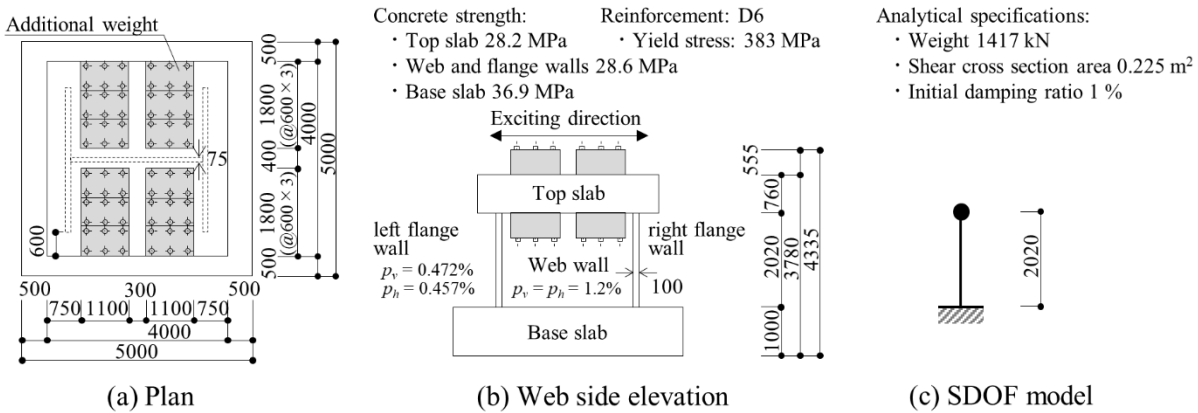 Additional weight
75
600
500
1800
(@600×3)
400
1800
(@600×3)
500
4000
5000
500
300
500
750
1100
1100
750
4000
5000
(a) Plan
Concrete strength:
・Top slab 28.2 MPa
・Web and flange walls 28.6 MPa
・Base slab 36.9 MPa
Reinforcement: D6
・Yield stress: 383 MPa
Exciting direction
Top slab
left flange
wall
pv = 0.472%
ph = 0.457%
Web wall
pv = ph = 1.2%
right flange
wall
100
Base slab
555
760
2020
1000
3780
4335
(b) Web side elevation
Analytical specifications:
・Weight 1417 kN
・Shear cross section area 0.225 m²
・Initial damping ratio 1 %
2020
(c) SDOF model